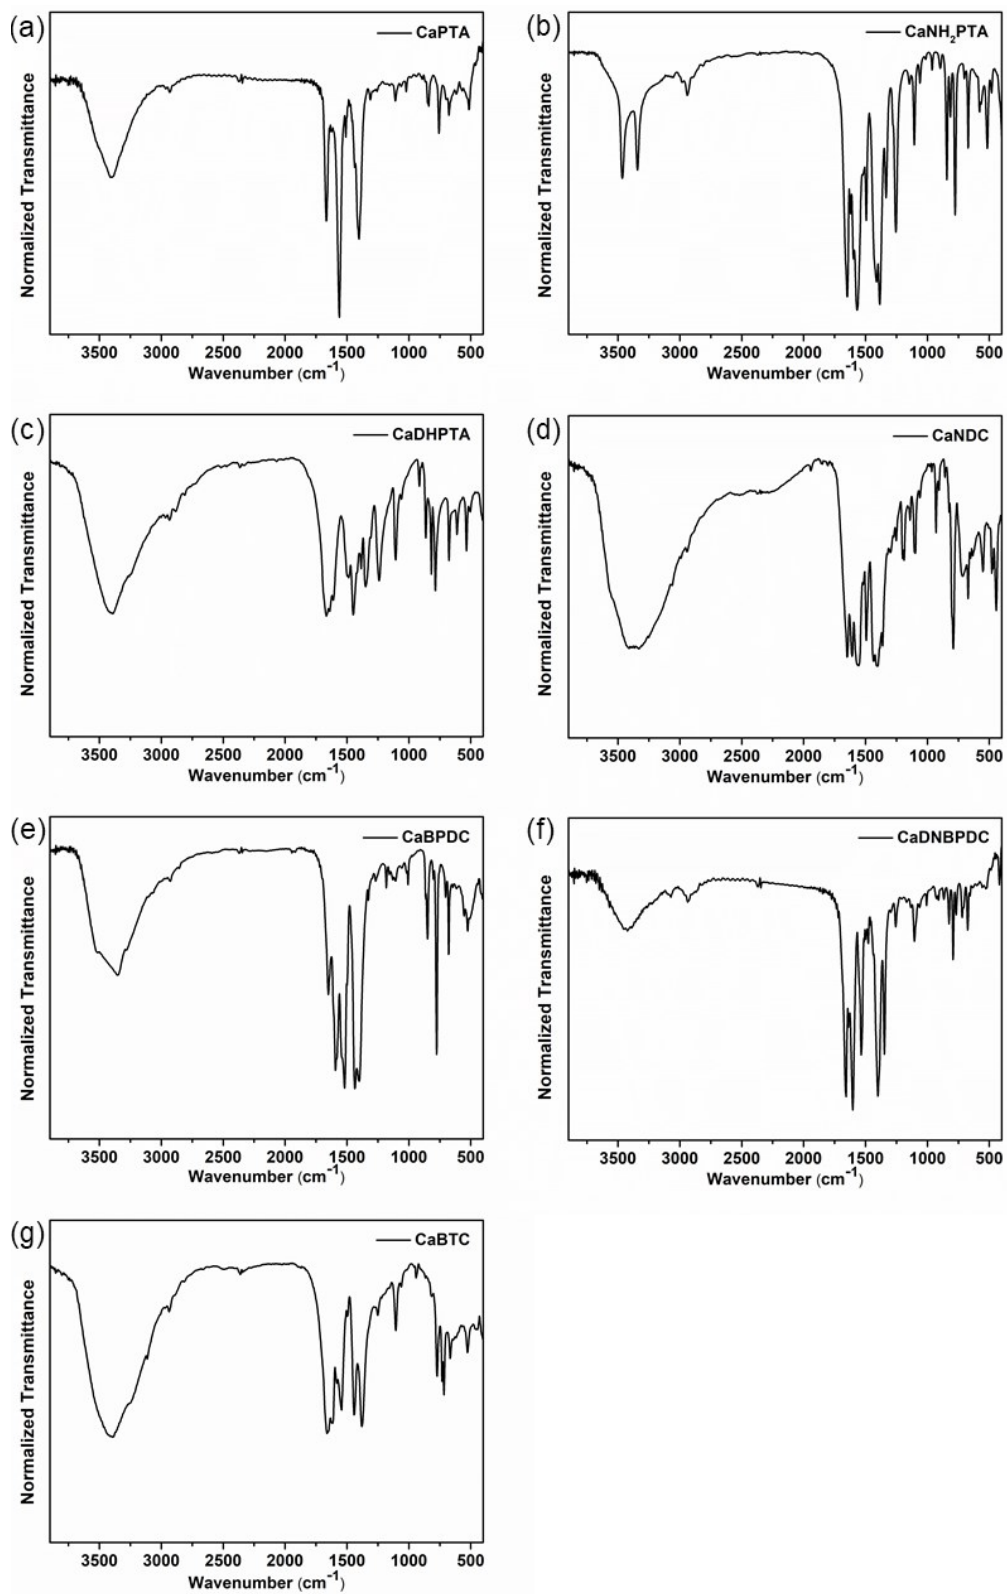 (a)
CaPTA
Normalized Transmittance
3500 3000 2500 2000 1500 1000 500
Wavenumber (cm⁻¹)
(b)
CaNH₂PTA
Normalized Transmittance
3500 3000 2500 2000 1500 1000 500
Wavenumber (cm⁻¹)
(c)
CaDHPTA
Normalized Transmittance
3500 3000 2500 2000 1500 1000 500
Wavenumber (cm⁻¹)
(d)
CaNDC
Normalized Transmittance
3500 3000 2500 2000 1500 1000 500
Wavenumber (cm⁻¹)
(e)
CaBPDC
Normalized Transmittance
3500 3000 2500 2000 1500 1000 500
Wavenumber (cm⁻¹)
(f)
CaDNBPDC
Normalized Transmittance
3500 3000 2500 2000 1500 1000 500
Wavenumber (cm⁻¹)
(g)
CaBTC
Normalized Transmittance
3500 3000 2500 2000 1500 1000 500
Wavenumber (cm⁻¹)